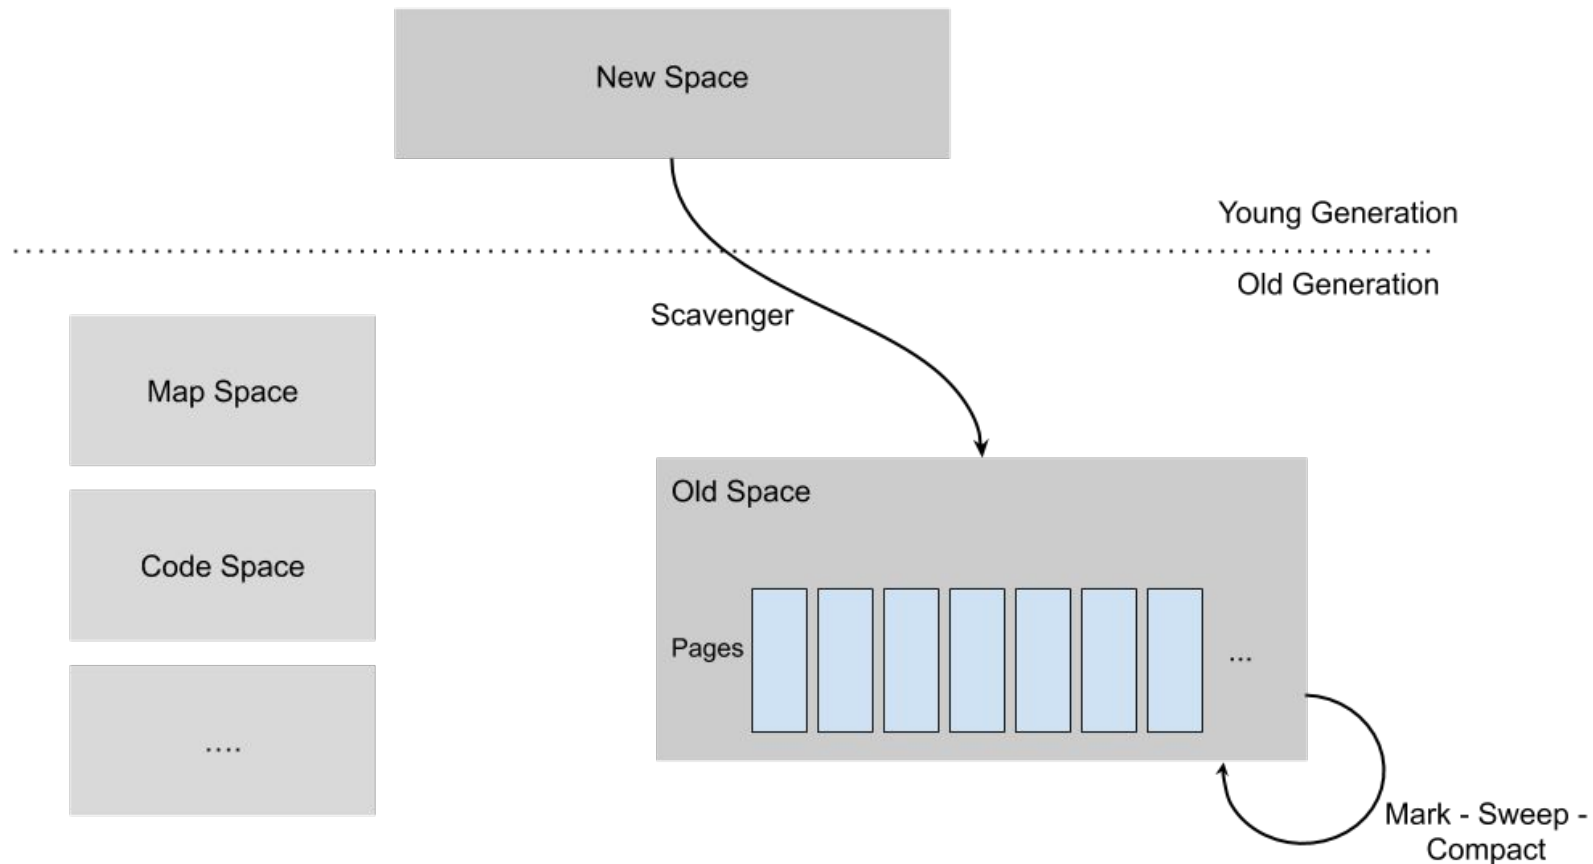 New Space
Young Generation
Old Generation
Scavenger
Map Space
Old Space
Code Space
Pages
...
....
Mark - Sweep -
Compact